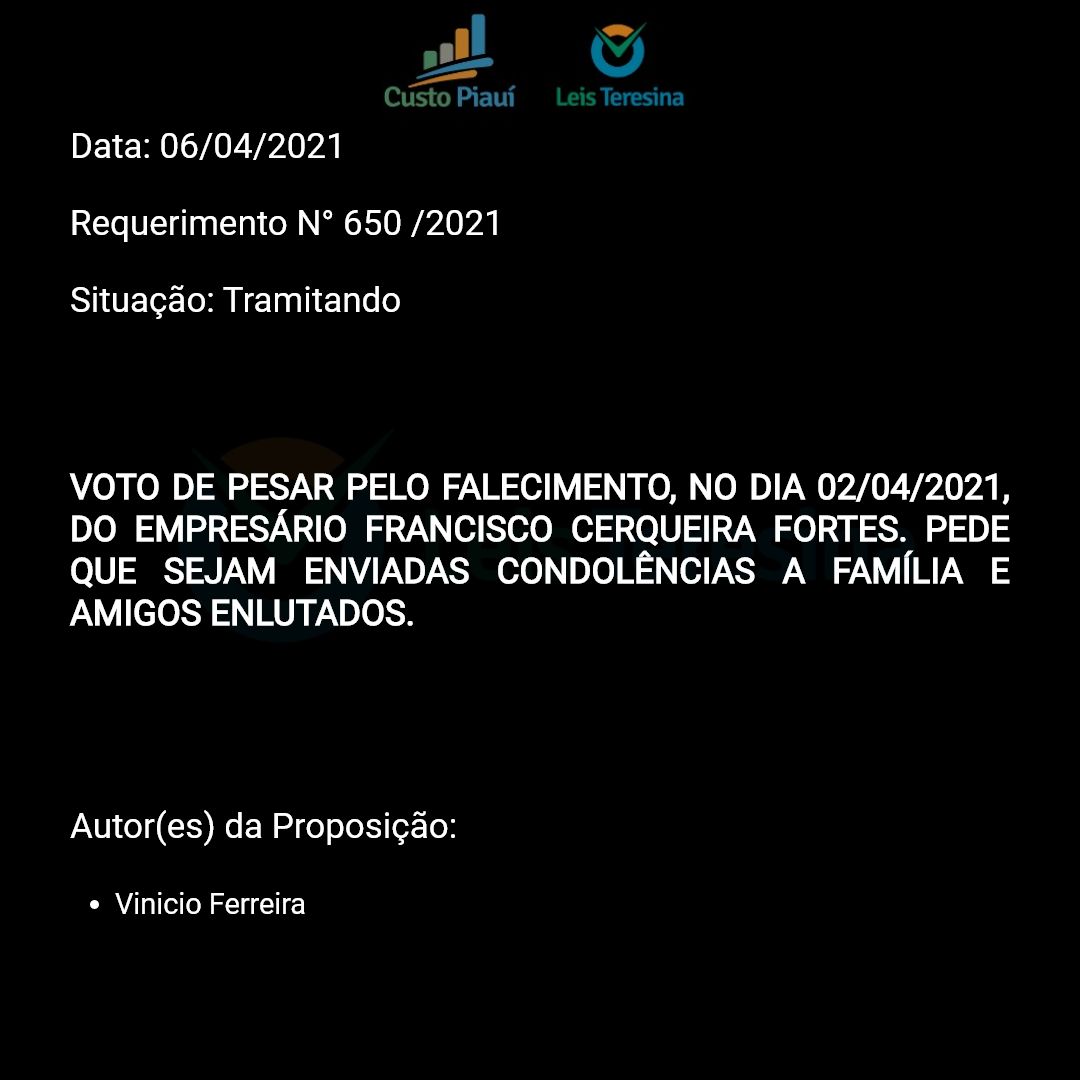 Custo Piauí
Leis Teresina
Data: 06/04/2021
Requerimento N° 650 /2021
Situação: Tramitando
VOTO DE PESAR PELO FALECIMENTO, NO DIA 02/04/2021,
DO EMPRESÁRIO FRANCISCO CERQUEIRA FORTES. PEDE
QUE SEJAM ENVIADAS CONDOLÊNCIAS A FAMÍLIA E
AMIGOS ENLUTADOS.
Leis Teresina
Autor(es) da Proposição:
• Vinicio Ferreira